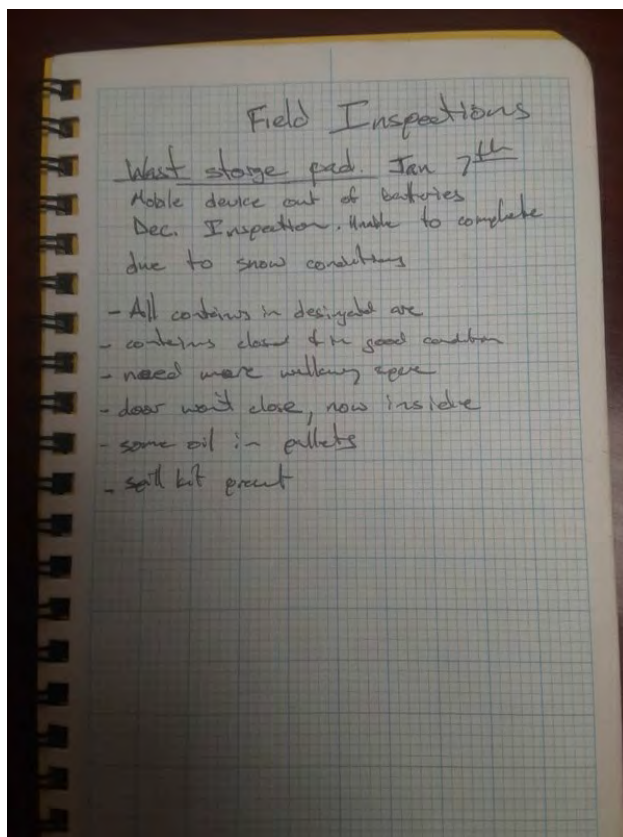 Field Inspections
Wast storge pad. Jan 7th
Mobile device out of batteries
Dec. Inspection. Unable to complete
due to snow conditions
- All contains in designated are
- contains closed & in good condition
- need more walking space
- door won't close, now inside
- some oil in pallets
- spill kit present